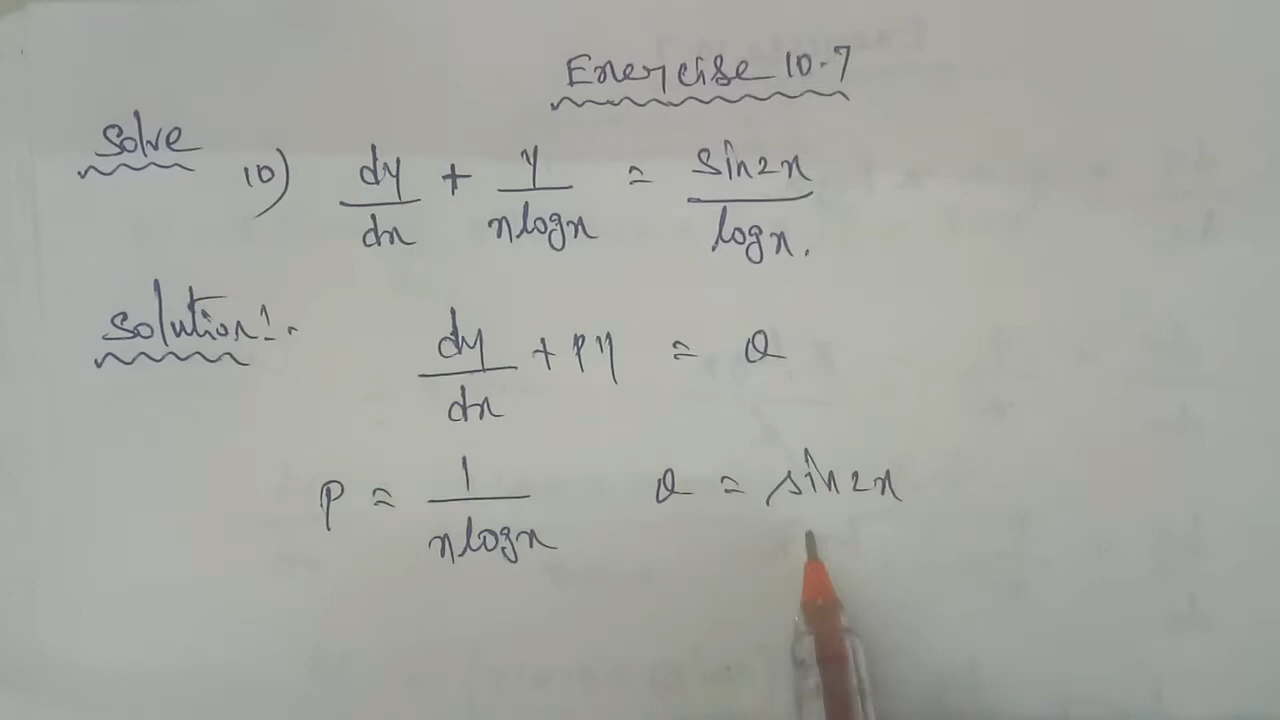 Exercise 10.7
Solve
10) dy/dx + y/(x log x) = sin2x/log x.
Solution:-
dy/dx + Py = Q
P = 1/(x log x) Q = sin2x